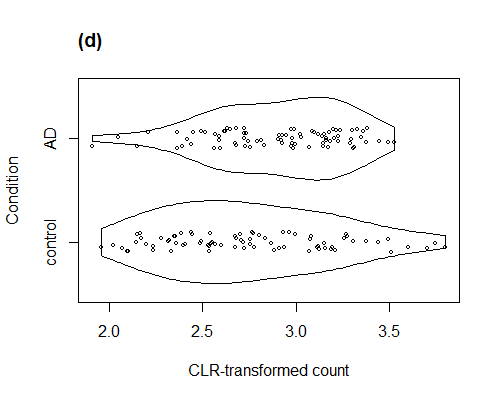 (d)
Condition
AD
control
2.0 2.5 3.0 3.5
CLR-transformed count